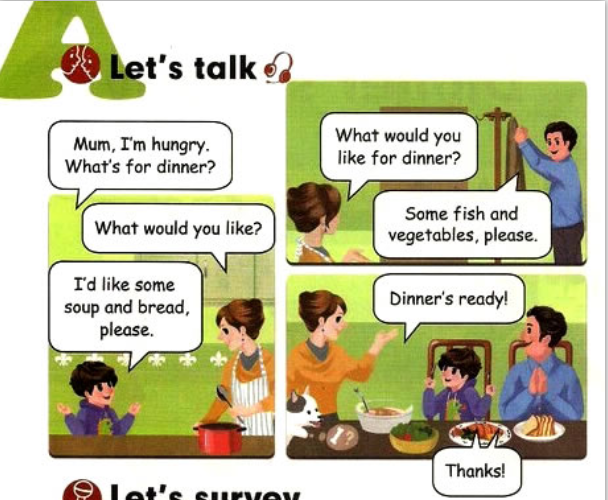 A
Let's talk
Mum, I'm hungry.
What's for dinner?
What would you like?
I'd like some
soup and bread,
please.
What would you
like for dinner?
Some fish and
vegetables, please.
Dinner's ready!
I?
Thanks!
Let's survey